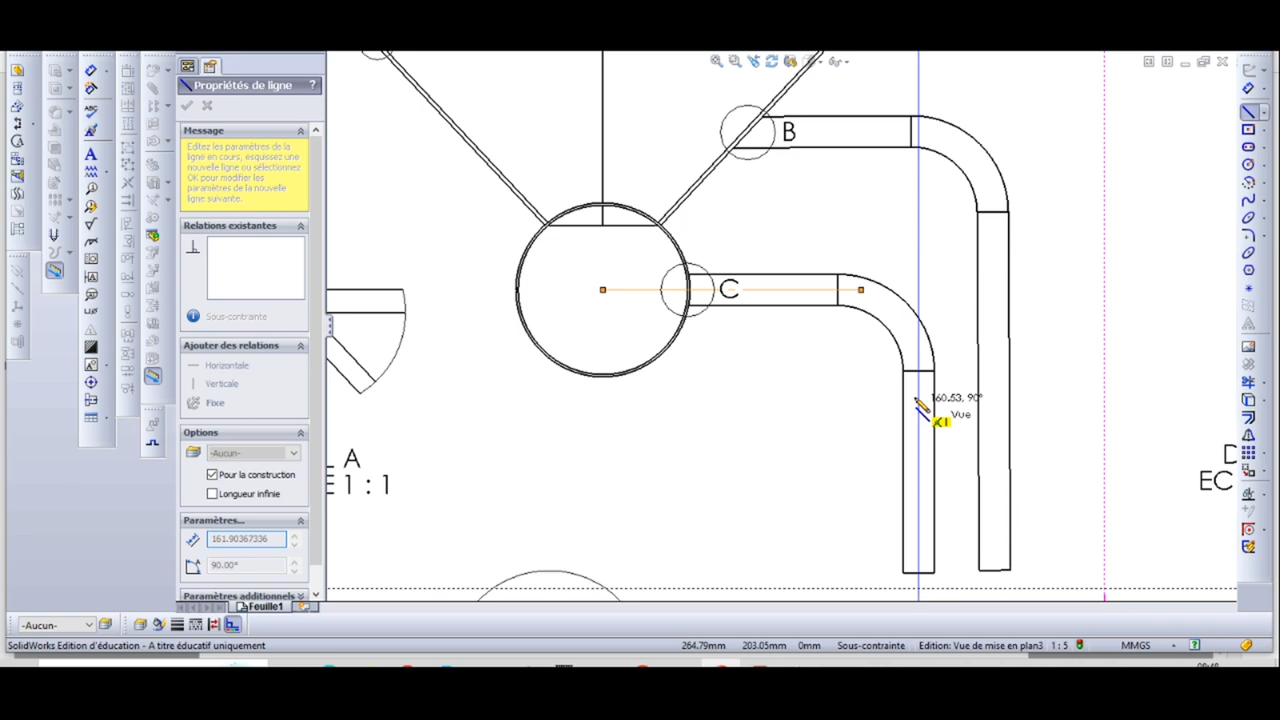 Propriétés de ligne ?
Message
Editez les paramètres de la
ligne en cours, esquissez une
nouvelle ligne ou sélectionnez
OK pour modifier les
paramètres de la nouvelle
ligne suivante.
Relations existantes
Sous-contrainte
Ajouter des relations
Horizontale
Verticale
Fixe
Options
-Aucun-
Pour la construction
Longueur infinie
Paramètres...
161.90367336
90.00°
Paramètres additionnels
B
C
160.53, 90°
Vue
A
1 : 1
D
EC
Feuille1
-Aucun-
SolidWorks Edition d'éducation - A titre éducatif uniquement
264.79mm 203.05mm 0mm Sous-contrainte Edition: Vue de mise en plan3 1 : 5 MMGS